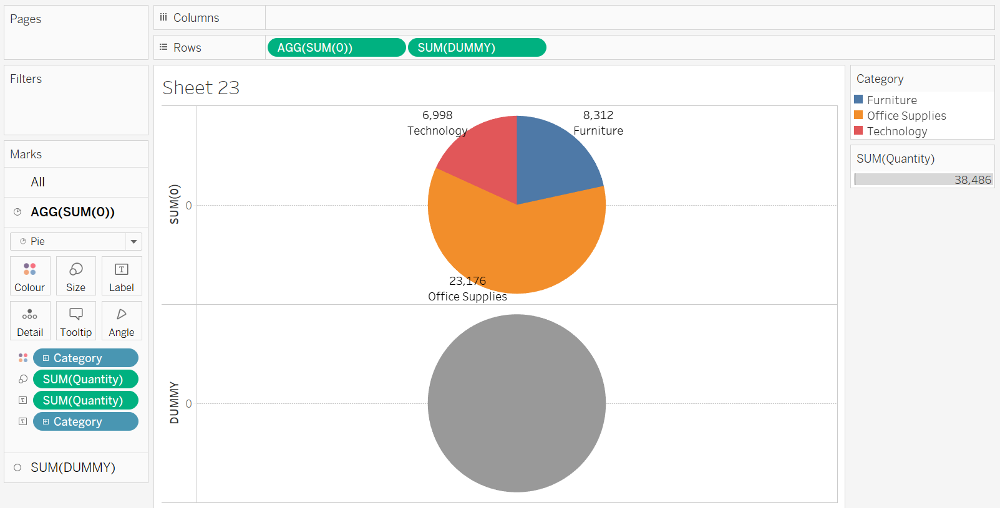 Pages
Columns
Rows
AGG(SUM(0))
SUM(DUMMY)
Filters
Marks
All
AGG(SUM(0))
Pie
Colour
Size
T
Label
Detail
Tooltip
Angle
Category
SUM(Quantity)
T
SUM(Quantity)
T
Category
SUM(DUMMY)
Sheet 23
SUM(0)
0
6,998
Technology
8,312
Furniture
23,176
Office Supplies
DUMMY
0
Category
Furniture
Office Supplies
Technology
SUM(Quantity)
38,486